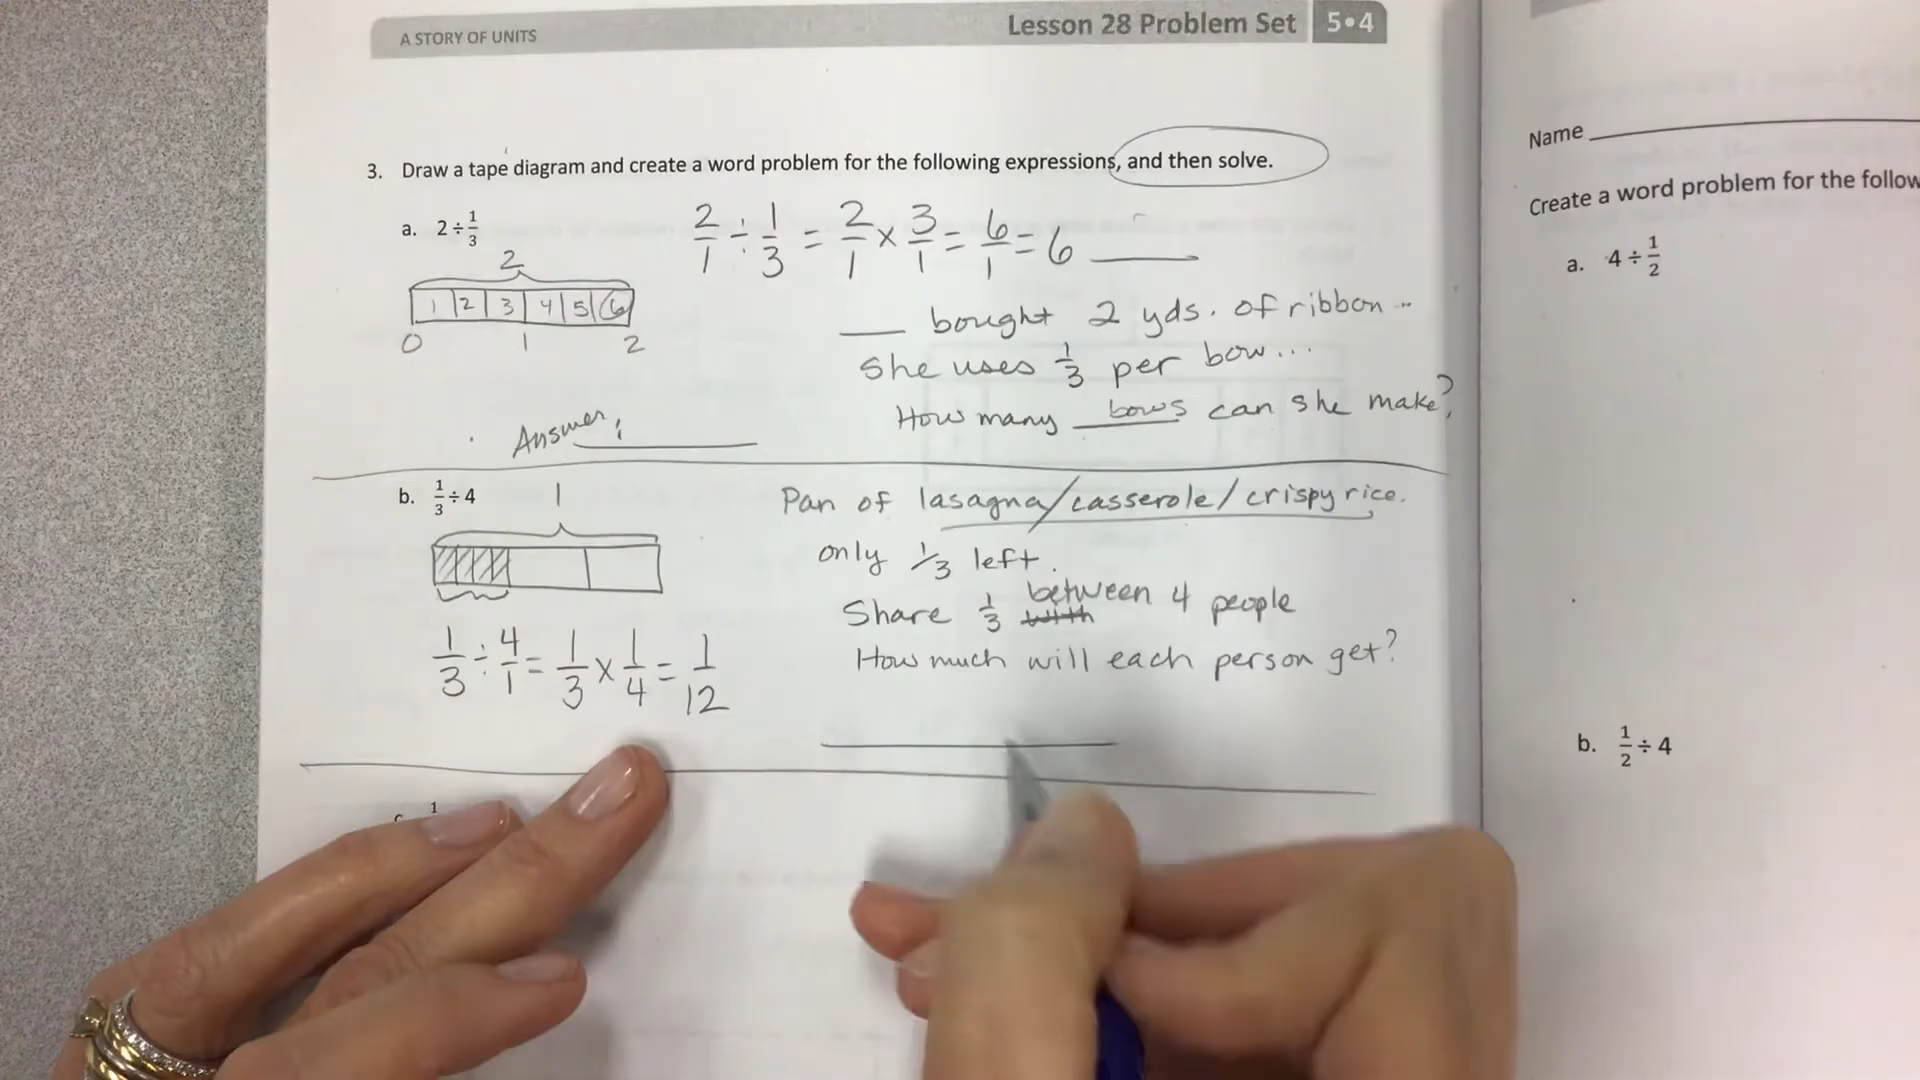 A STORY OF UNITS
Lesson 28 Problem Set 5•4
3. Draw a tape diagram and create a word problem for the following expressions, and then solve.
a. 2 ÷ 1/3
2/1 ÷ 1/3 = 2/1 × 3/1 = 6/1 = 6 ____
2
1 2 3 4 5 6
0 1 2
____ bought 2 yds. of ribbon...
She uses 1/3 per bow...
How many bows can she make?
Answer: ____
b. 1/3 ÷ 4
1
Pan of lasagna/casserole/crispy rice.
only 1/3 left.
Share 1/3 with between 4 people
How much will each person get?
1/3 ÷ 4/1 = 1/3 × 1/4 = 1/12
c. 1
Name ____
Create a word problem for the follow
a. 4 ÷ 1/2
b. 1/2 ÷ 4